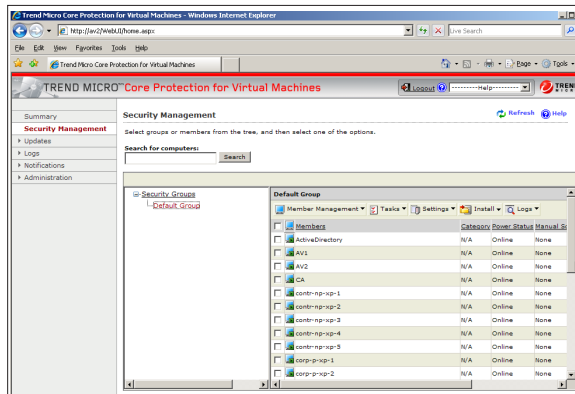 Trend Micro Core Protection for Virtual Machines - Windows Internet Explorer
http://av2/WebUI/home.aspx
Live Search
File Edit View Favorites Tools Help
Trend Micro Core Protection for Virtual Machines
Page Tools
TREND MICRO™ Core Protection for Virtual Machines
Logout
----------Help----------
TREND
MICRO
Summary
Security Management
Updates
Logs
Notifications
Administration
Security Management
Refresh Help
Select groups or members from the tree, and then select one of the options.
Search for computers:
Search
Security Groups
Default Group
Default Group
Member Management Tasks Settings Install Logs
Members Category Power Status Manual Sc
ActiveDirectory N/A Online None
AV1 N/A Online None
AV2 N/A Online None
CA N/A Online None
contr-np-xp-1 N/A Online None
contr-np-xp-2 N/A Online None
contr-np-xp-3 N/A Online None
contr-np-xp-4 N/A Online None
contr-np-xp-5 N/A Online None
corp-p-xp-1 N/A Online None
corp-p-xp-2 N/A Online None